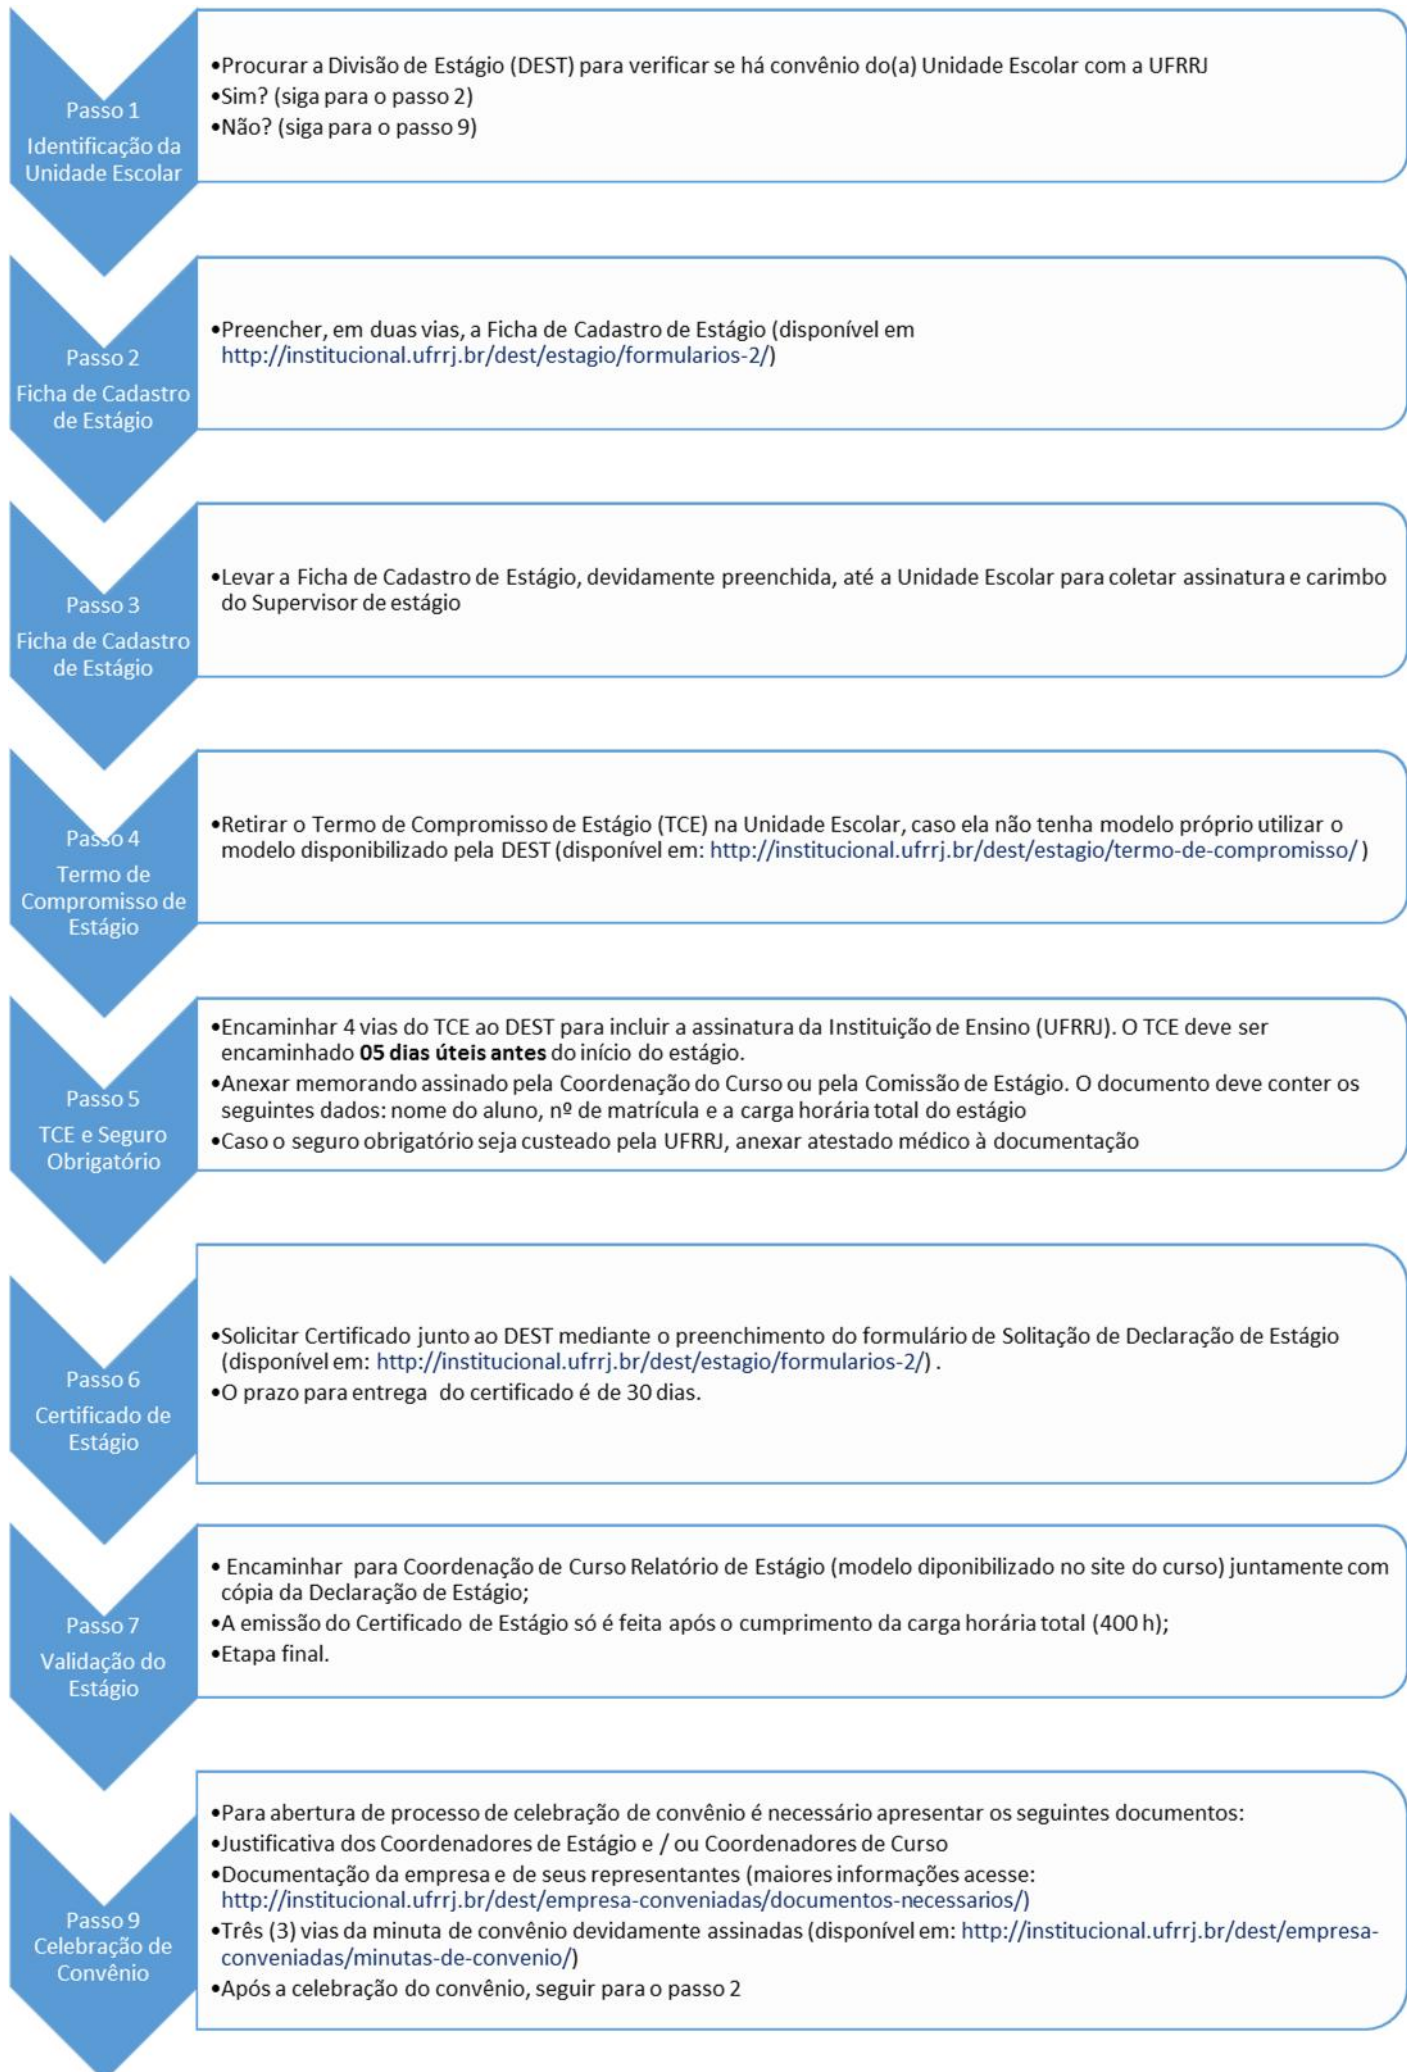 Passo 1
Identificação da
Unidade Escolar
•Procurar a Divisão de Estágio (DEST) para verificar se há convênio do(a) Unidade Escolar com a UFRRJ
•Sim? (siga para o passo 2)
•Não? (siga para o passo 9)
Passo 2
Ficha de Cadastro
de Estágio
•Preencher, em duas vias, a Ficha de Cadastro de Estágio (disponível em
http://institucional.ufrrj.br/dest/estagio/formularios-2/)
Passo 3
Ficha de Cadastro
de Estágio
•Levar a Ficha de Cadastro de Estágio, devidamente preenchida, até a Unidade Escolar para coletar assinatura e carimbo
do Supervisor de estágio
Passo 4
Termo de
Compromisso de
Estágio
•Retirar o Termo de Compromisso de Estágio (TCE) na Unidade Escolar, caso ela não tenha modelo próprio utilizar o
modelo disponibilizado pela DEST (disponível em: http://institucional.ufrrj.br/dest/estagio/termo-de-compromisso/ )
Passo 5
TCE e Seguro
Obrigatório
•Encaminhar 4 vias do TCE ao DEST para incluir a assinatura da Instituição de Ensino (UFRRJ). O TCE deve ser
encaminhado 05 dias úteis antes do início do estágio.
•Anexar memorando assinado pela Coordenação do Curso ou pela Comissão de Estágio. O documento deve conter os
seguintes dados: nome do aluno, nº de matrícula e a carga horária total do estágio
•Caso o seguro obrigatório seja custeado pela UFRRJ, anexar atestado médico à documentação
Passo 6
Certificado de
Estágio
•Solicitar Certificado junto ao DEST mediante o preenchimento do formulário de Solitação de Declaração de Estágio
(disponível em: http://institucional.ufrrj.br/dest/estagio/formularios-2/) .
•O prazo para entrega do certificado é de 30 dias.
Passo 7
Validação do
Estágio
• Encaminhar para Coordenação de Curso Relatório de Estágio (modelo diponibilizado no site do curso) juntamente com
cópia da Declaração de Estágio;
•A emissão do Certificado de Estágio só é feita após o cumprimento da carga horária total (400 h);
•Etapa final.
Passo 9
Celebração de
Convênio
•Para abertura de processo de celebração de convênio é necessário apresentar os seguintes documentos:
•Justificativa dos Coordenadores de Estágio e / ou Coordenadores de Curso
•Documentação da empresa e de seus representantes (maiores informações acesse:
http://institucional.ufrrj.br/dest/empresa-conveniadas/documentos-necessarios/)
•Três (3) vias da minuta de convênio devidamente assinadas (disponível em: http://institucional.ufrrj.br/dest/empresa-
conveniadas/minutas-de-convenio/)
•Após a celebração do convênio, seguir para o passo 2